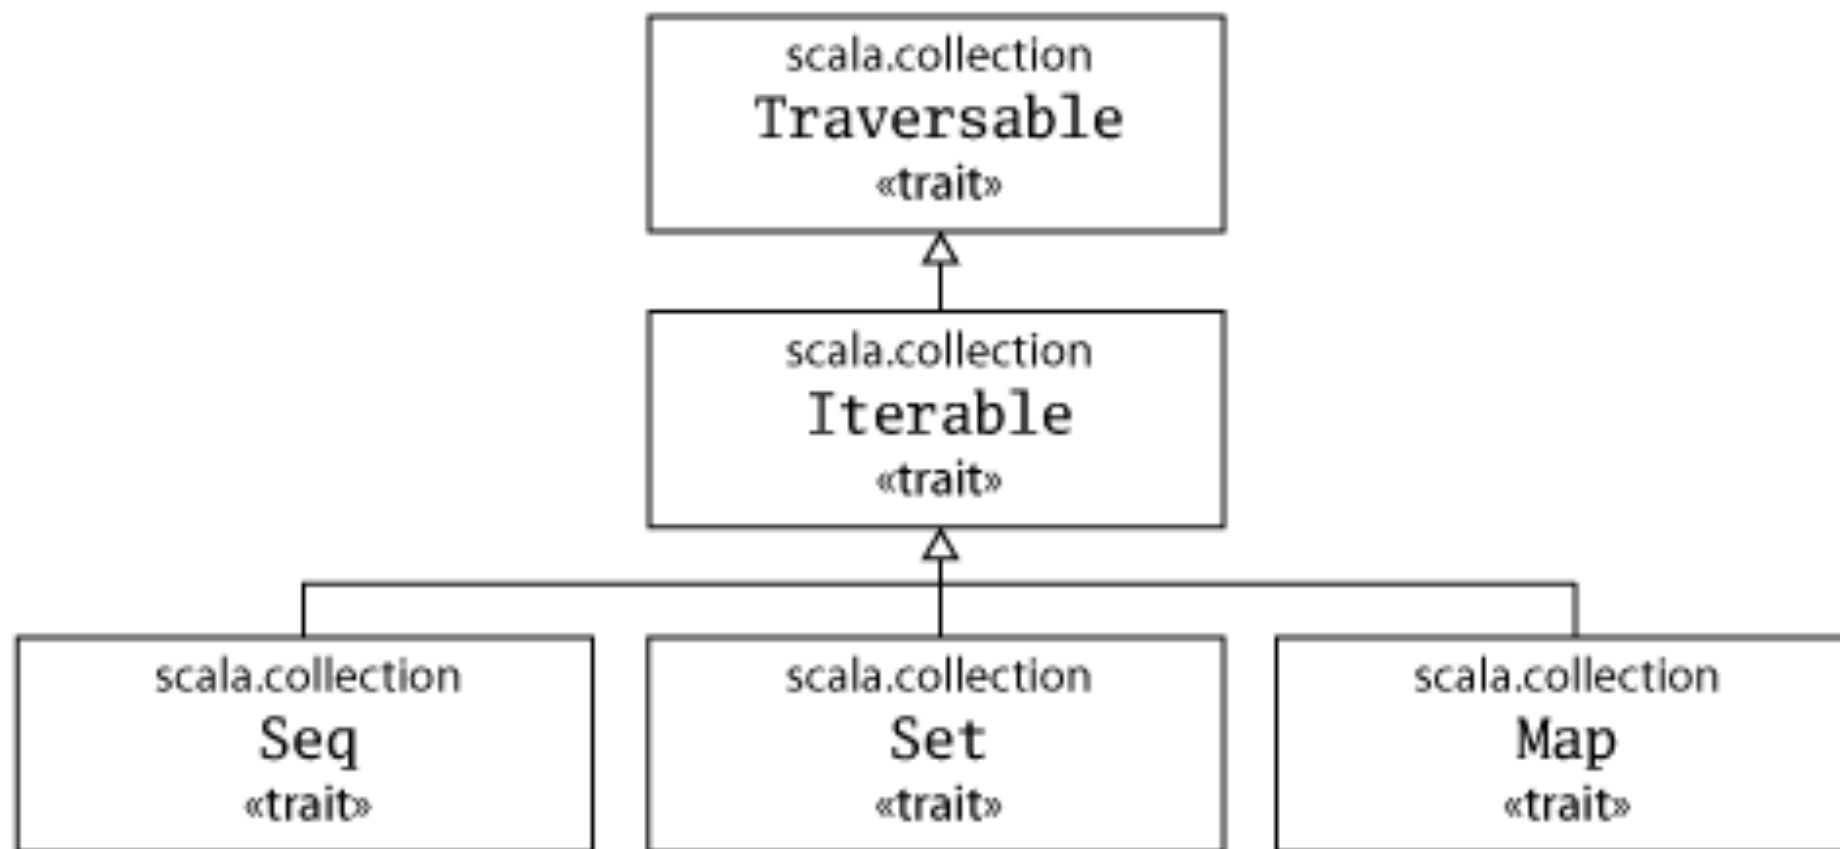 scala.collection
Traversable
«trait»
scala.collection
Iterable
«trait»
scala.collection
Seq
«trait»
scala.collection
Set
«trait»
scala.collection
Map
«trait»